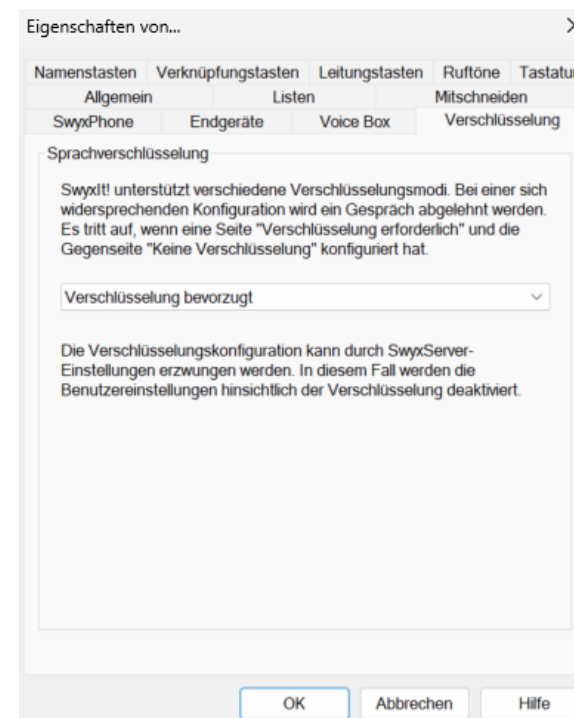 Eigenschaften von...
Namenstasten Verknüpfungstasten Leitungstasten Ruftöne Tastatur
Allgemein Listen Mitschneiden
SwyxPhone Endgeräte Voice Box Verschlüsselung
Sprachverschlüsselung
SwyxIt! unterstützt verschiedene Verschlüsselungsmodi. Bei einer sich
widersprechenden Konfiguration wird ein Gespräch abgelehnt werden.
Es tritt auf, wenn eine Seite "Verschlüsselung erforderlich" und die
Gegenseite "Keine Verschlüsselung" konfiguriert hat.
Verschlüsselung bevorzugt
Die Verschlüsselungskonfiguration kann durch SwyxServer-
Einstellungen erzwungen werden. In diesem Fall werden die
Benutzereinstellungen hinsichtlich der Verschlüsselung deaktiviert.
OK Abbrechen Hilfe